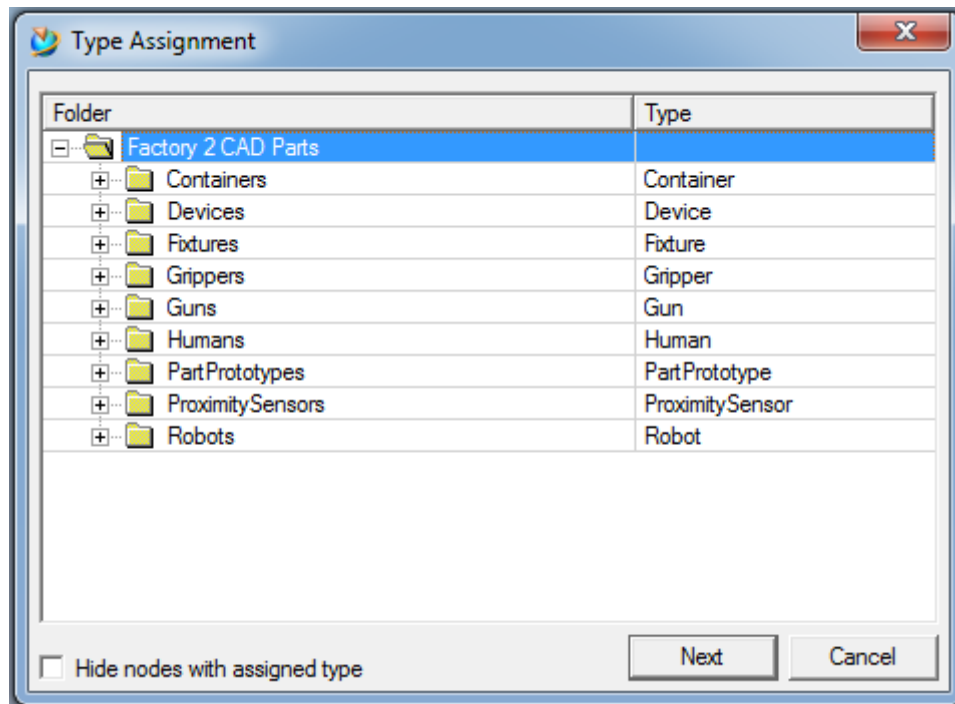 Type Assignment
Folder Type
Factory 2 CAD Parts
Containers Container
Devices Device
Fixtures Fixture
Grippers Gripper
Guns Gun
Humans Human
PartPrototypes PartPrototype
ProximitySensors ProximitySensor
Robots Robot
Hide nodes with assigned type Next Cancel